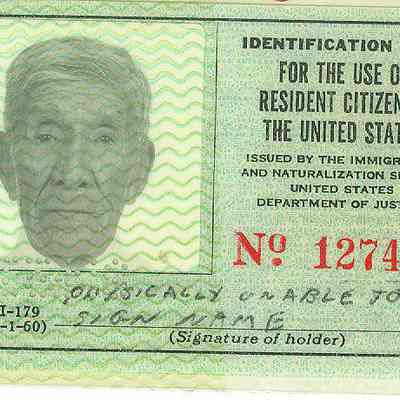 IDENTIFICATION
FOR THE USE O
RESIDENT CITIZEN
THE UNITED STAT
ISSUED BY THE IMMIGR
AND NATURALIZATION SE
UNITED STATES
DEPARTMENT OF JUST
Nº 1274
PHYSICALLY UNABLE TO
I-179
-1-60) SIGN NAME
(Signature of holder)